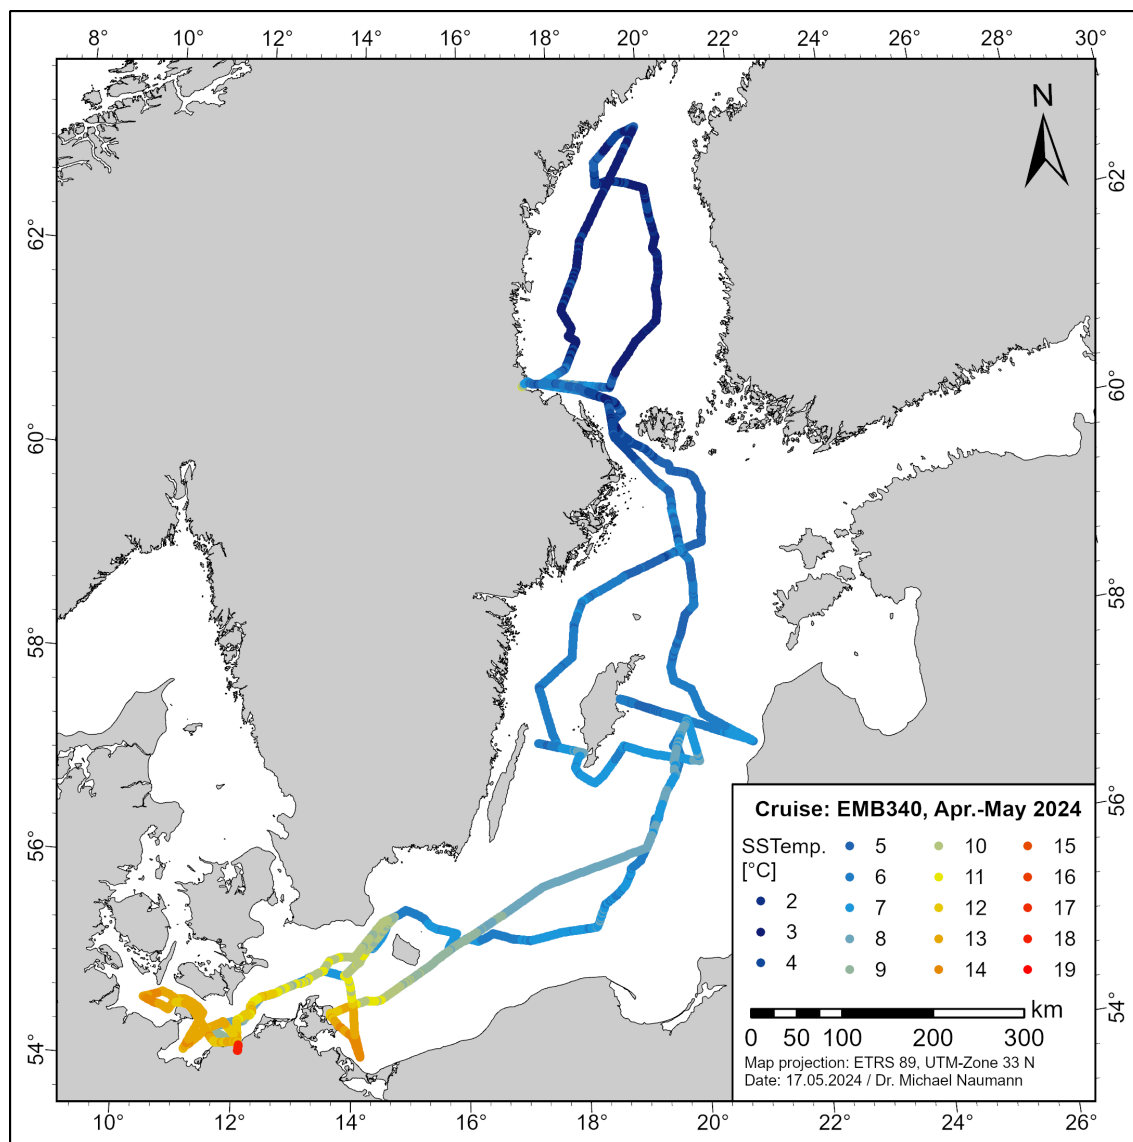 8° 10° 12° 14° 16° 18° 20° 22° 24° 26° 28° 30°
N
62° 62°
60°
60°
58°
58°
56°
56°
54°
54°
Cruise: EMB340, Apr.-May 2024
SSTemp.
[°C]
2
3
4
5
6
7
8
9
10
11
12
13
14
15
16
17
18
19
km
0 50 100 200 300
Map projection: ETRS 89, UTM-Zone 33 N
Date: 17.05.2024 / Dr. Michael Naumann
10° 12° 14° 16° 18° 20° 22° 24° 26°